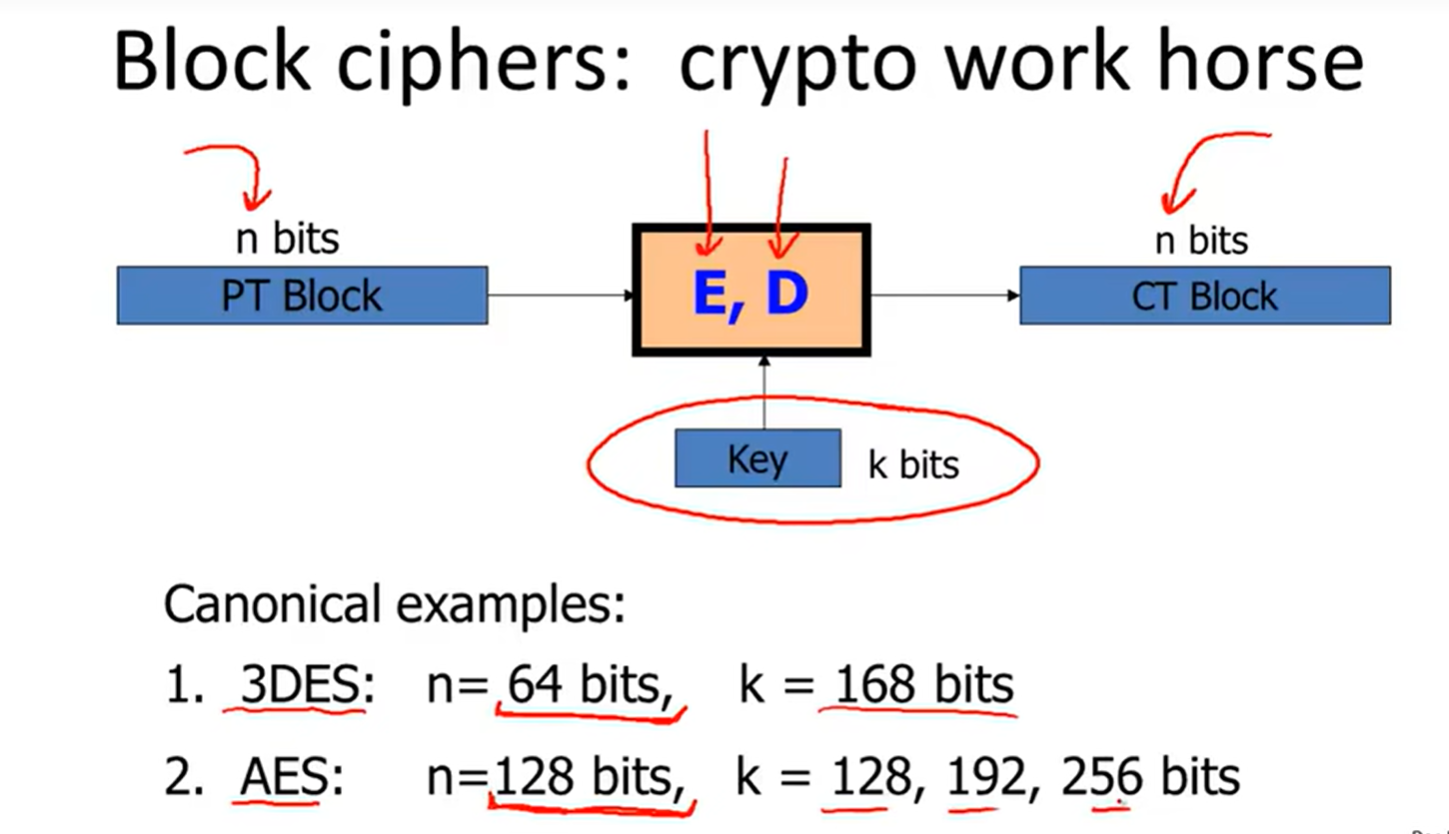 Block ciphers: crypto work horse
n bits
n bits
PT Block
E, D
CT Block
Key
k bits
Canonical examples:
1. 3DES: n= 64 bits, k = 168 bits
2. AES: n=128 bits, k = 128, 192, 256 bits